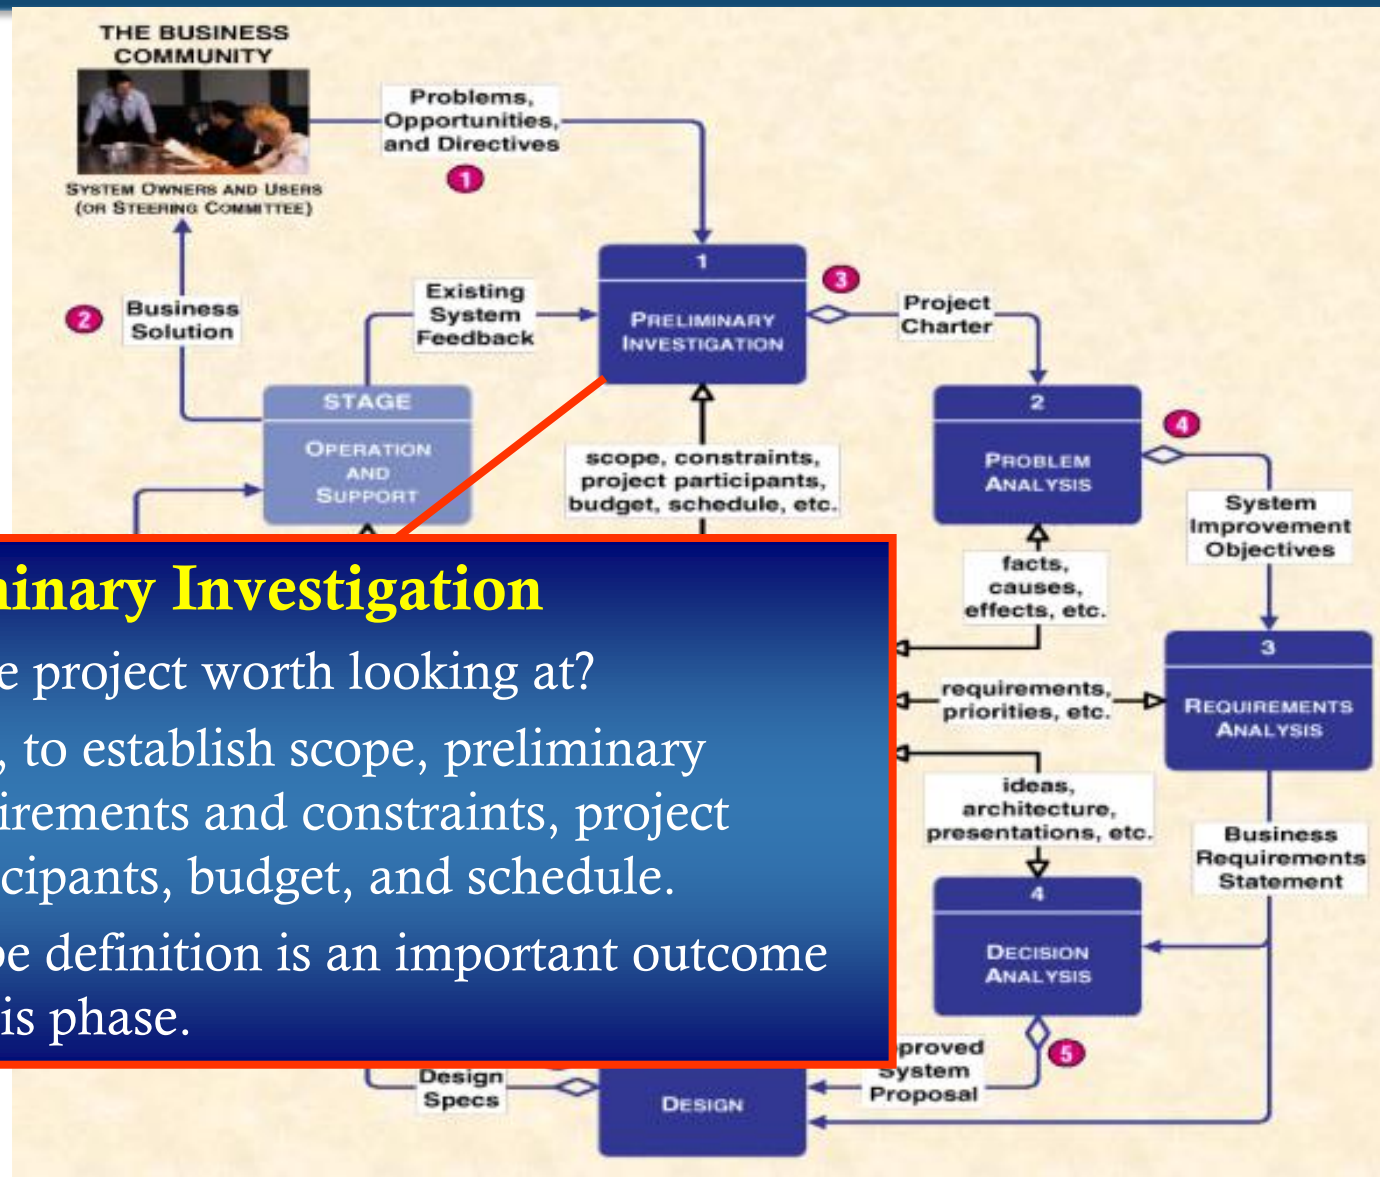 THE BUSINESS
COMMUNITY
SYSTEM OWNERS AND USERS
(OR STEERING COMMITTEE)
Problems,
Opportunities,
and Directives
1
2
Business
Solution
Existing
System
Feedback
1
PRELIMINARY
INVESTIGATION
3
Project
Charter
STAGE
OPERATION
AND
SUPPORT
scope, constraints,
project participants,
budget, schedule, etc.
2
PROBLEM
ANALYSIS
4
System
Improvement
Objectives
facts,
causes,
effects, etc.
3
REQUIREMENTS
ANALYSIS
requirements,
priorities, etc.
ideas,
architecture,
presentations, etc.
Business
Requirements
Statement
4
DECISION
ANALYSIS
5
proved
System
Proposal
Design
Specs
DESIGN
minary Investigation
e project worth looking at?
, to establish scope, preliminary
irements and constraints, project
cipants, budget, and schedule.
pe definition is an important outcome
is phase.